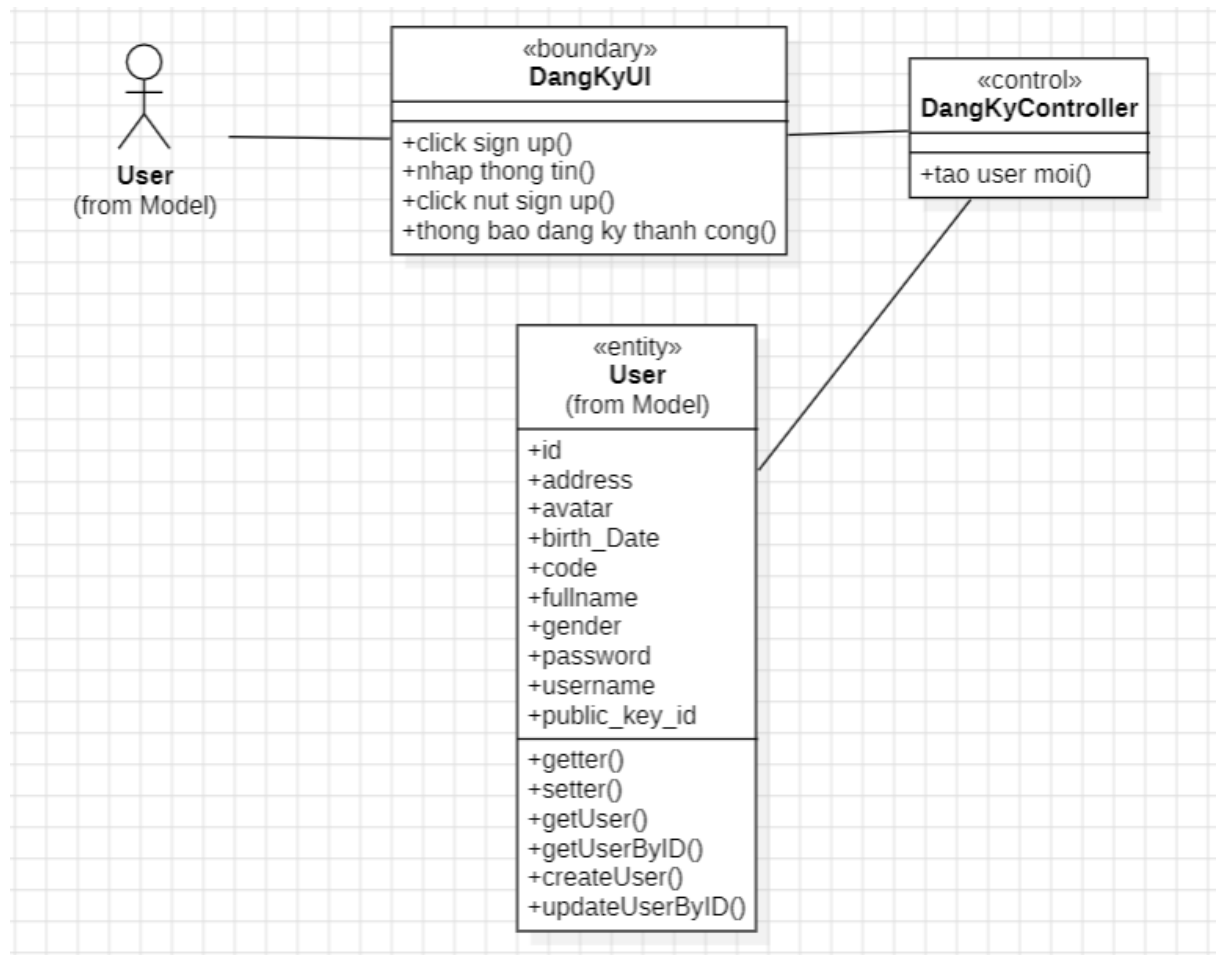 User
(from Model)
«boundary»
DangKyUI
+click sign up()
+nhap thong tin()
+click nut sign up()
+thong bao dang ky thanh cong()
«control»
DangKyController
+tao user moi()
«entity»
User
(from Model)
+id
+address
+avatar
+birth_Date
+code
+fullname
+gender
+password
+username
+public_key_id
+getter()
+setter()
+getUser()
+getUserByID()
+createUser()
+updateUserByID()